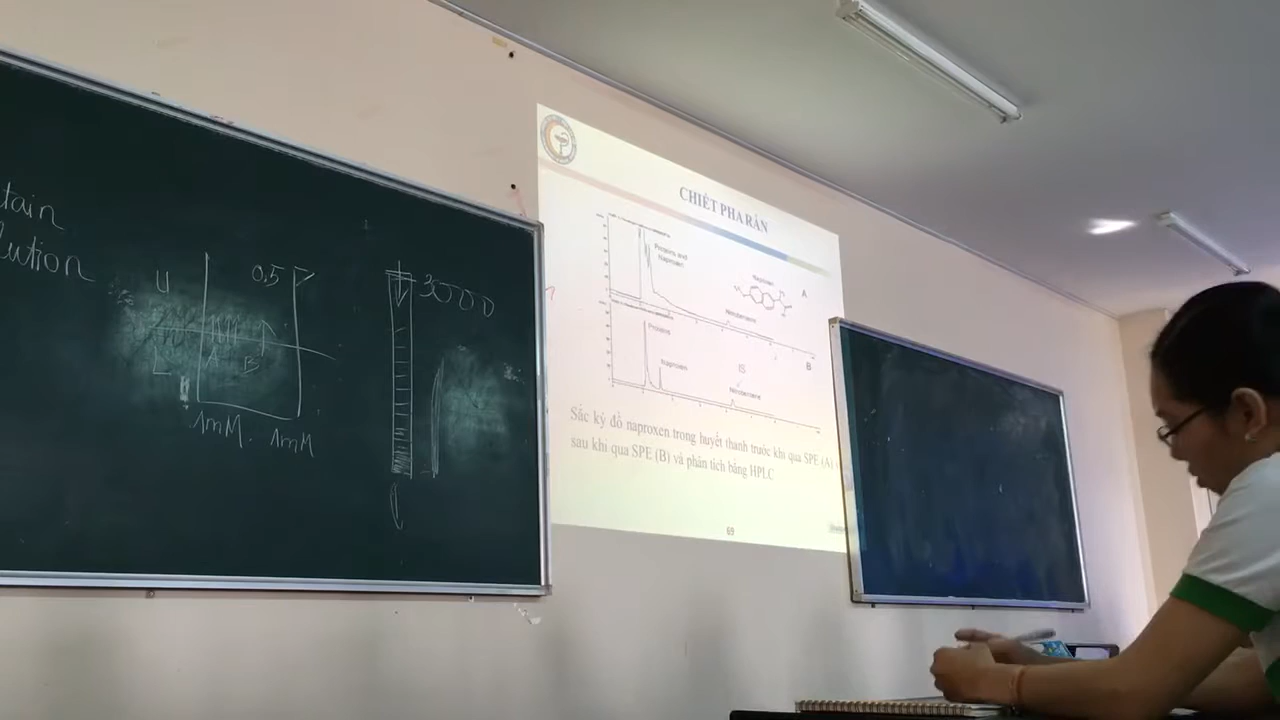 tain
lution
U
0,5
3000
L
A
B
1mM. 1mM
CHIẾT PHA RẮN
Proteins and
Naproxen
Naproxen
A
Nitrobenzene
Proteins
Naproxen
IS
Nitrobenzene
B
Sắc ký đồ naproxen trong huyết thanh trước khi qua SPE (A)
sau khi qua SPE (B) và phân tích bằng HPLC
69